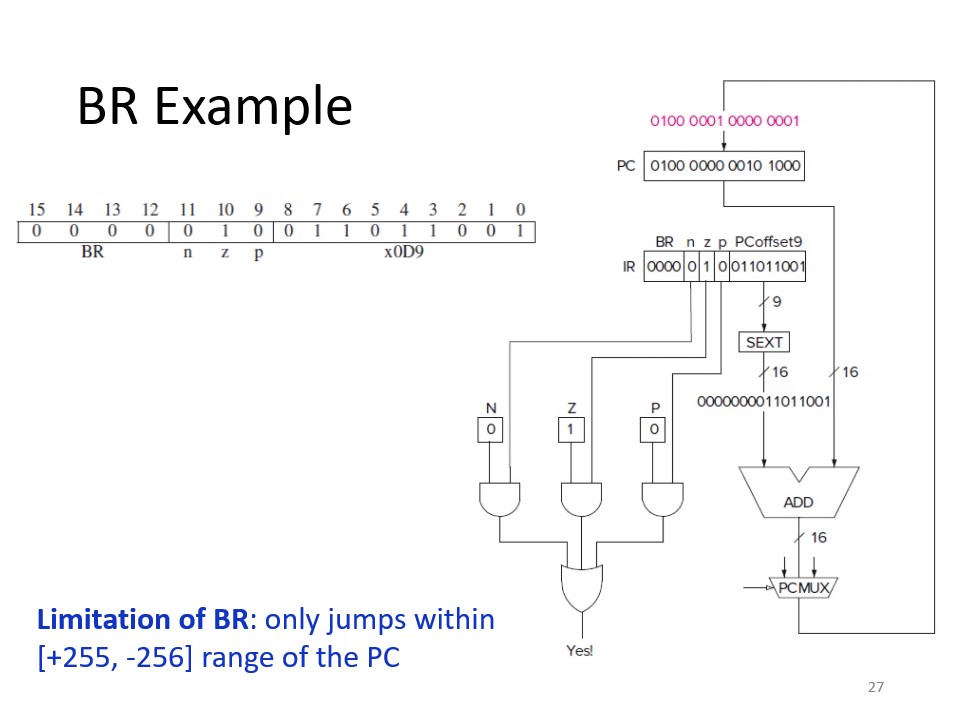 BR Example
15 14 13 12 11 10 9 8 7 6 5 4 3 2 1 0
0 0 0 0 0 1 0 0 1 1 0 1 1 0 0 1
BR n z p x0D9
0100 0001 0000 0001
PC 0100 0000 0010 1000
BR n z p PCoffset9
IR 0000 0 1 0 011011001
9
SEXT
16 16
0000000011011001
N Z P
0 1 0
ADD
16
PCMUX
Yes!
Limitation of BR: only jumps within
[+255, -256] range of the PC
27